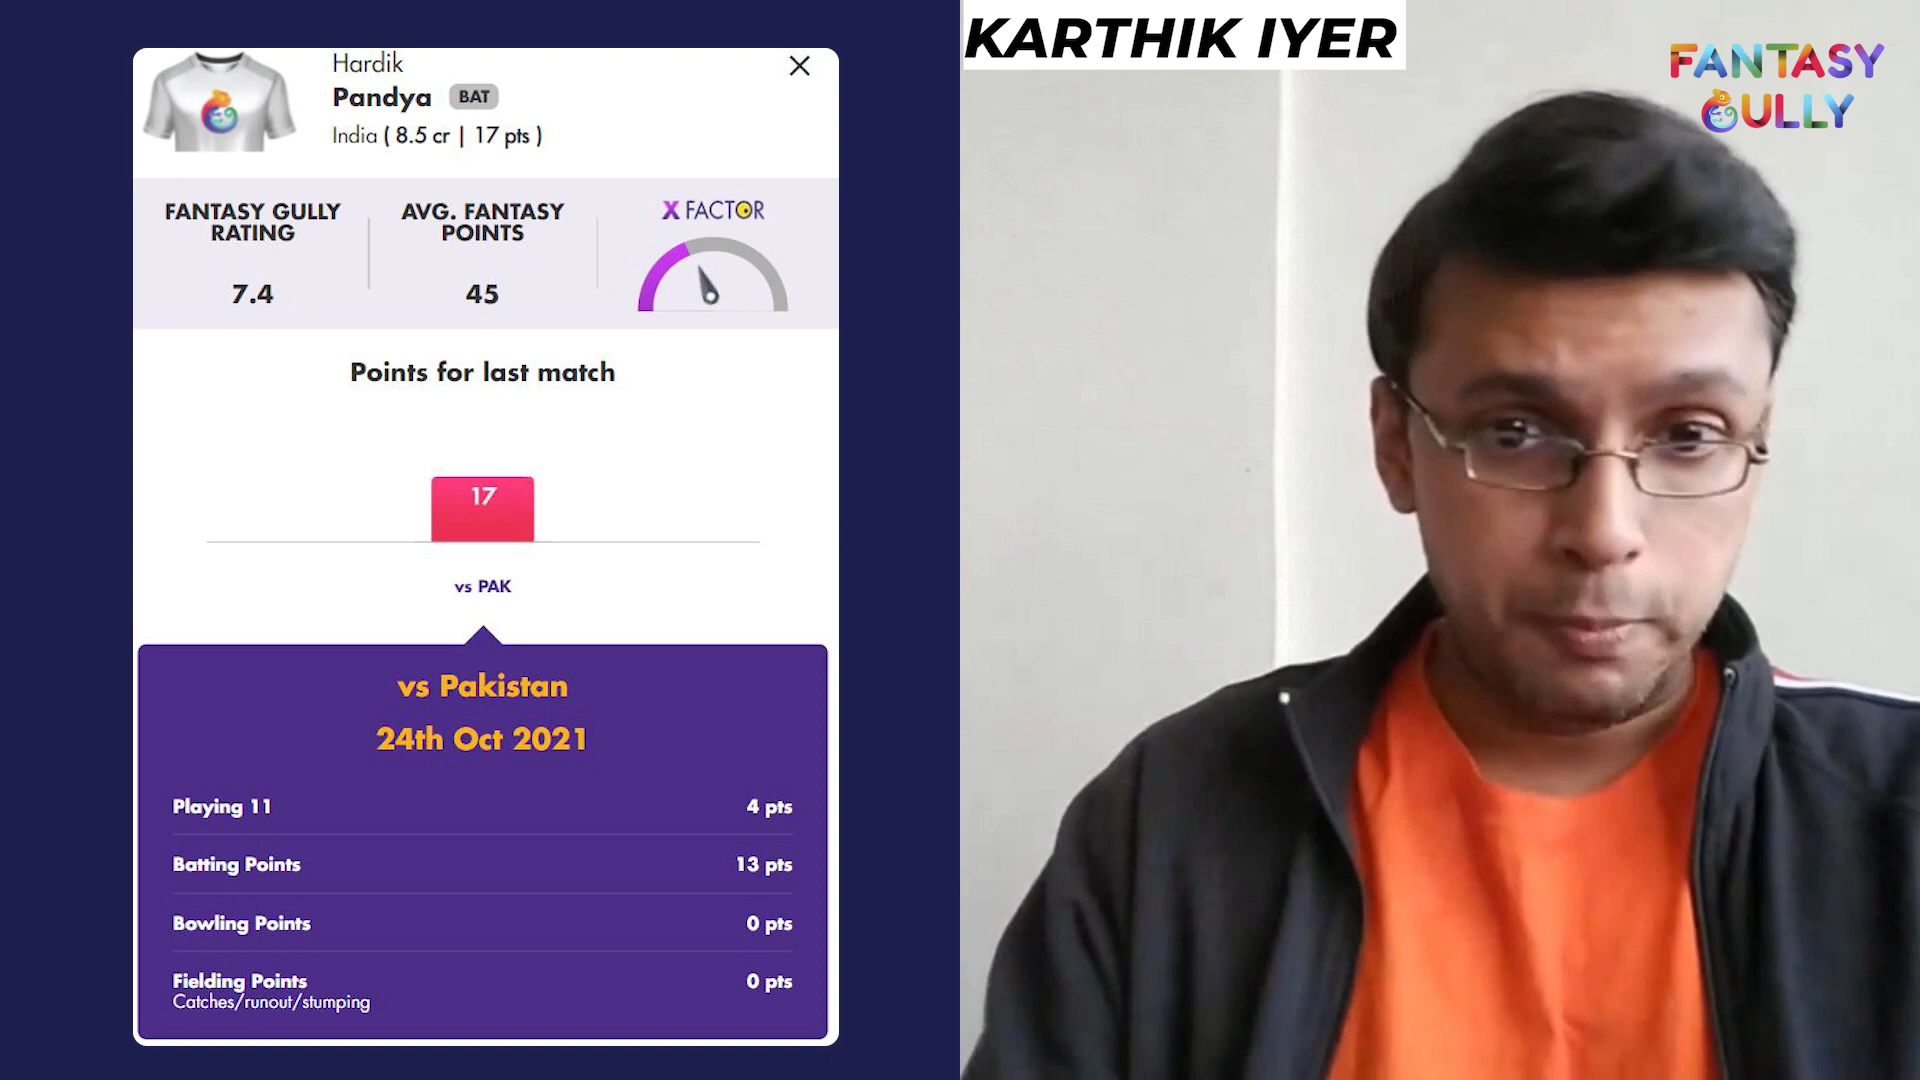 Hardik
Pandya BAT
India ( 8.5 cr | 17 pts )
FANTASY GULLY
RATING
7.4
AVG. FANTASY
POINTS
45
X FACTOR
Points for last match
17
vs PAK
vs Pakistan
24th Oct 2021
Playing 11 4 pts
Batting Points 13 pts
Bowling Points 0 pts
Fielding Points 0 pts
Catches/runout/stumping
KARTHIK IYER
FANTASY
GULLY